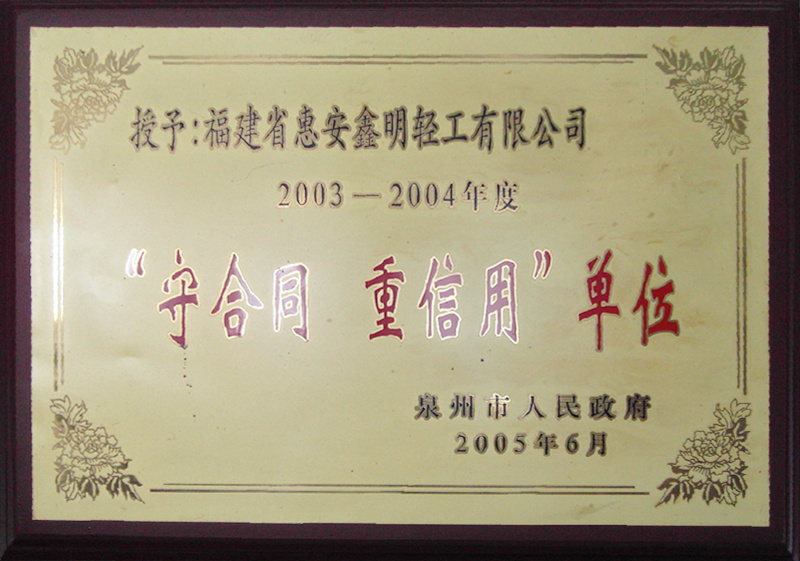 授予:福建省惠安鑫明轻工有限公司
2003—2004年度
“守合同 重信用”单位
泉州市人民政府
2005年6月